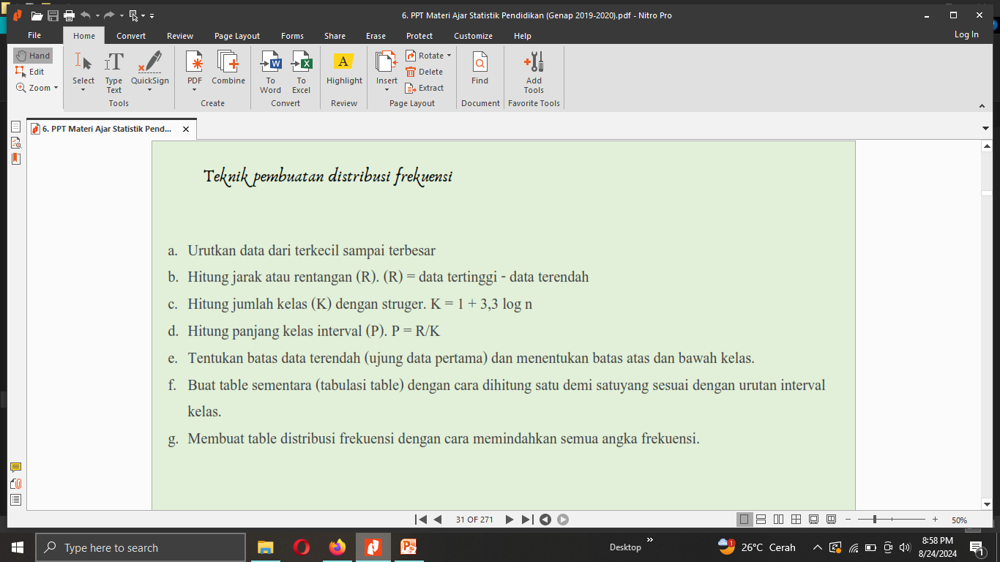 6. PPT Materi Ajar Statistik Pendidikan (Genap 2019-2020).pdf - Nitro Pro
File Home Convert Review Page Layout Forms Share Erase Protect Customize Help Log In
Hand
Edit
Zoom
Select
Type Text
QuickSign
Tools
PDF
Combine
Create
To Word
To Excel
Convert
Highlight
Review
Insert
Rotate
Delete
Extract
Page Layout
Find
Document
Add Tools
Favorite Tools
6. PPT Materi Ajar Statistik Pend...
Teknik pembuatan distribusi frekuensi
a. Urutkan data dari terkecil sampai terbesar
b. Hitung jarak atau rentangan (R). (R) = data tertinggi - data terendah
c. Hitung jumlah kelas (K) dengan struger. K = 1 + 3,3 log n
d. Hitung panjang kelas interval (P). P = R/K
e. Tentukan batas data terendah (ujung data pertama) dan menentukan batas atas dan bawah kelas.
f. Buat table sementara (tabulasi table) dengan cara dihitung satu demi satuyang sesuai dengan urutan interval
kelas.
g. Membuat table distribusi frekuensi dengan cara memindahkan semua angka frekuensi.
31 OF 271
50%
Type here to search
Desktop
26°C Cerah
8:58 PM
8/24/2024
1